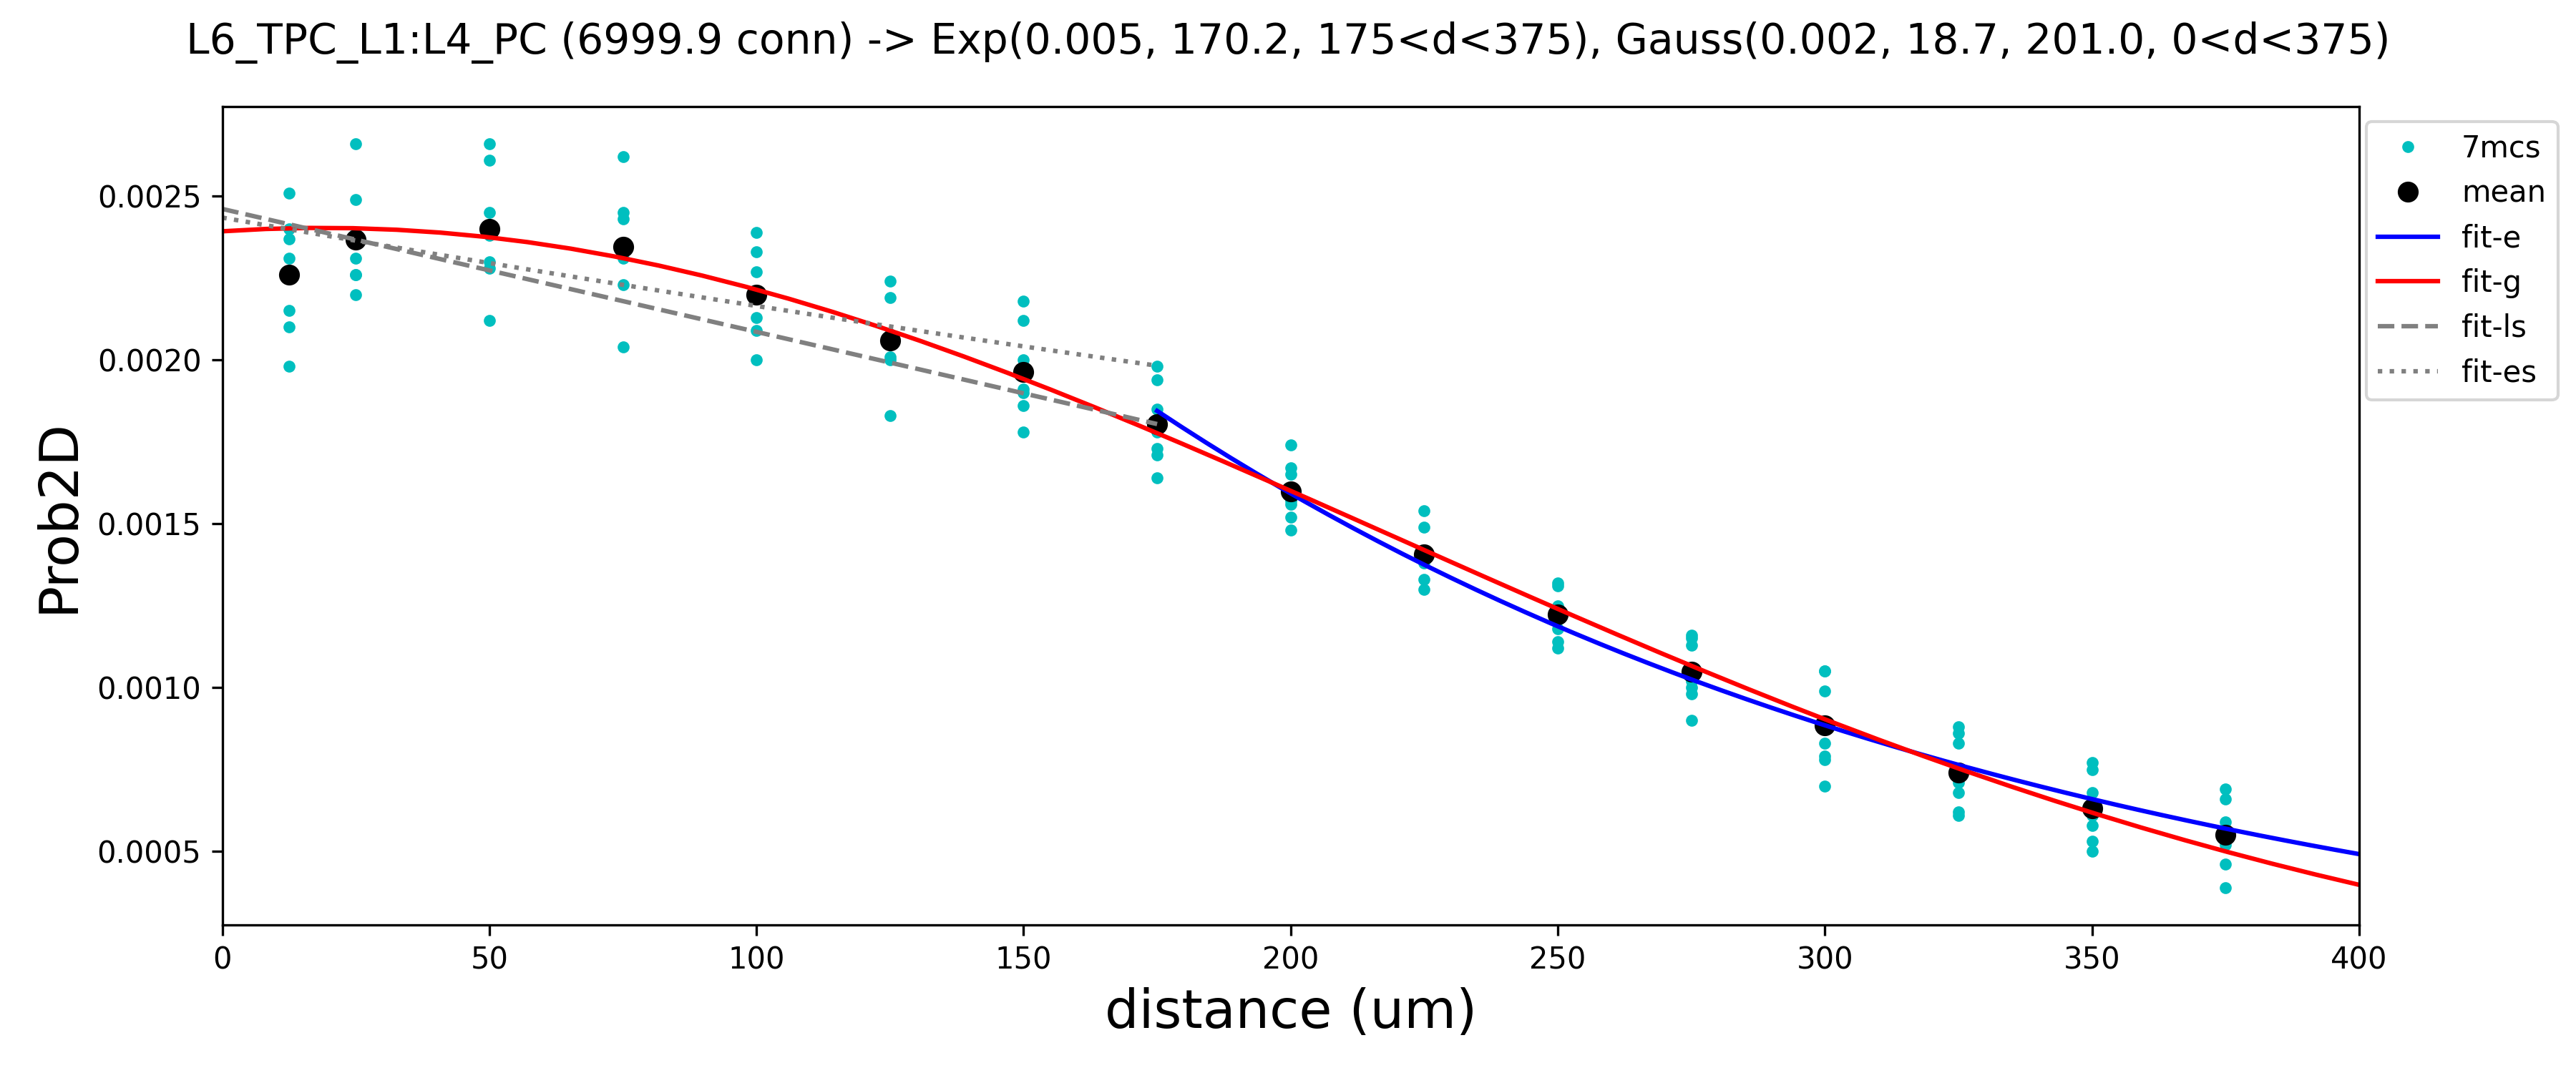 L6_TPC_L1:L4_PC (6999.9 conn) -> Exp(0.005, 170.2, 175<d<375), Gauss(0.002, 18.7, 201.0, 0<d<375)
7mcs
mean
fit-e
fit-g
fit-ls
fit-es
Prob2D
0.0025
0.0020
0.0015
0.0010
0.0005
0 50 100 150 200 250 300 350 400
distance (um)